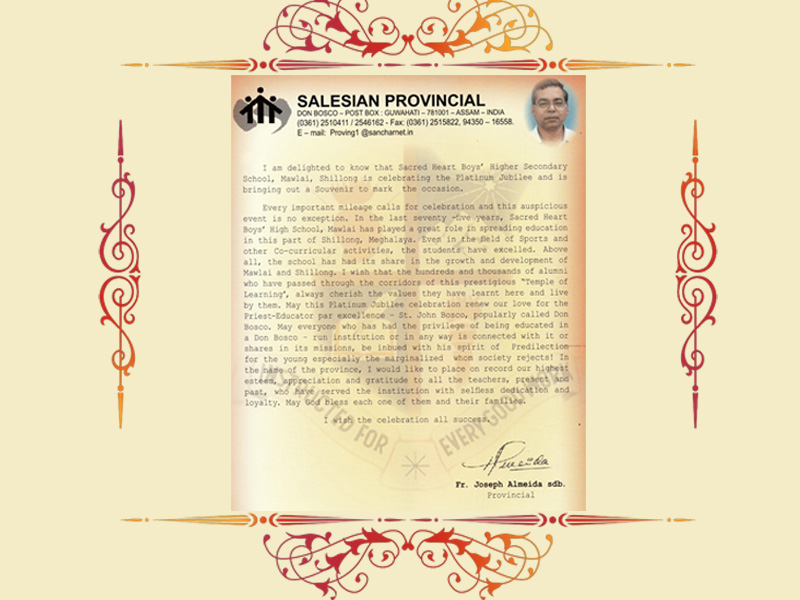 SALESIAN PROVINCIAL
DON BOSCO – POST BOX : GUWAHATI – 781001 – ASSAM – INDIA
(0361) 2510411 / 2546162 - Fax: (0361) 2515822, 94350 – 16558.
E – mail: Proving1 @sancharnet.in
I am delighted to know that Sacred Heart Boys' Higher Secondary
School, Mawlai, Shillong is celebrating the Platinum Jubilee and is
bringing out a Souvenir to mark the occasion.
Every important mileage calls for celebration and this auspicious
event is no exception. In the last seventy -five years, Sacred Heart
Boys' High School, Mawlai has played a great role in spreading education
in this part of Shillong, Meghalaya. Even in the field of Sports and
other Co-curricular activities, the students have excelled. Above
all, the school has had its share in the growth and development of
Mawlai and Shillong. I wish that the hundreds and thousands of alumni
who have passed through the corridors of this prestigious "Temple of
Learning', always cherish the values they have learnt here and live
by them. May this Platinum Jubilee celebration renew our love for the
Priest-Educator par excellence – St. John Bosco, popularly called Don
Bosco. May everyone who has had the privilege of being educated in
a Don Bosco – run institution or in any way is connected with it or
shares in its missions, be inbued with his spirit of Predilection
for the young especially the marginalized whom society rejects! In
the name of the province, I would like to place on record our highest
esteem, appreciation and gratitude to all the teachers, present and
past, who have served the institution with selfless dedication and
loyalty. May God bless each one of them and their families.
I wish the celebration all success.
INSTRUCTED FOR EVERY GOOD WORK
Fr. Joseph Almeida sdb.
Provincial